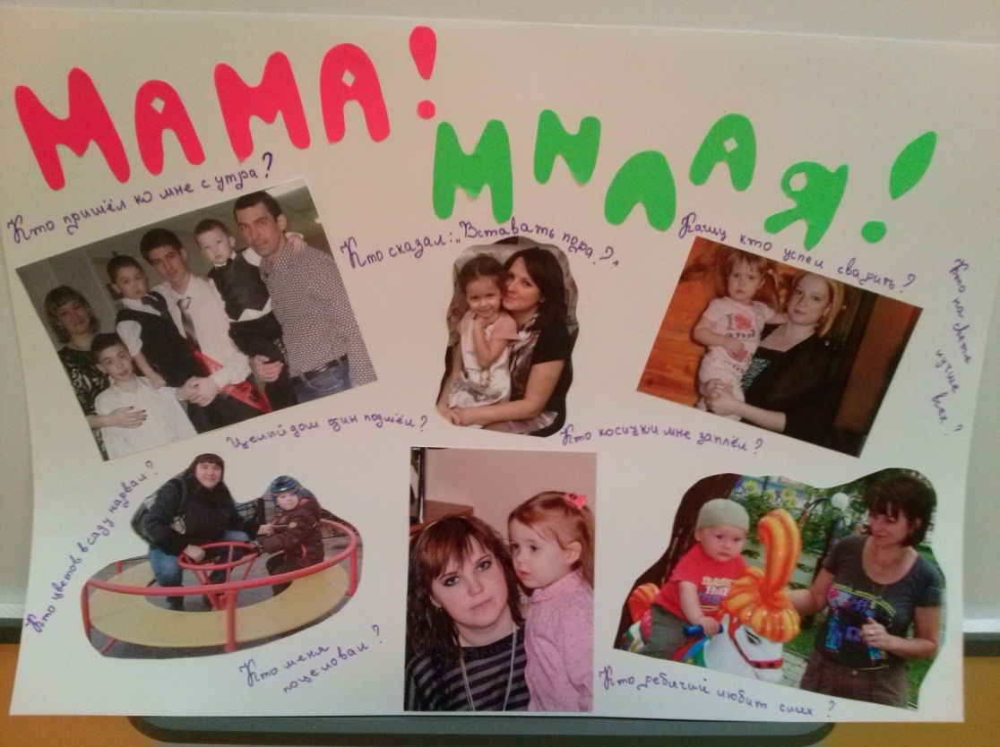 МАМА!
МИЛАЯ!
Кто пришёл ко мне с утра?
Кто сказал: „Вставать пора?"
Кашу кто успел сварить?
Кто на свете
лучше всех?
Целый дом один подмёл?
Кто косички мне заплёл?
Кто цветов в саду нарвал?
Кто меня
поцеловал?
Кто ребячий любит смех?